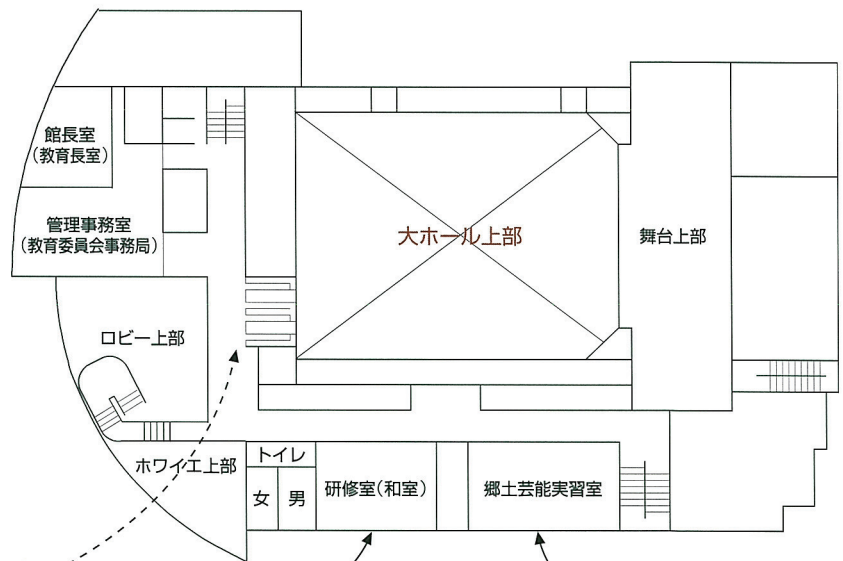 館長室
(教育長室)
管理事務室
(教育委員会事務局)
大ホール上部
舞台上部
ロビー上部
ホワイエ上部
トイレ
女
男
研修室(和室)
郷土芸能実習室